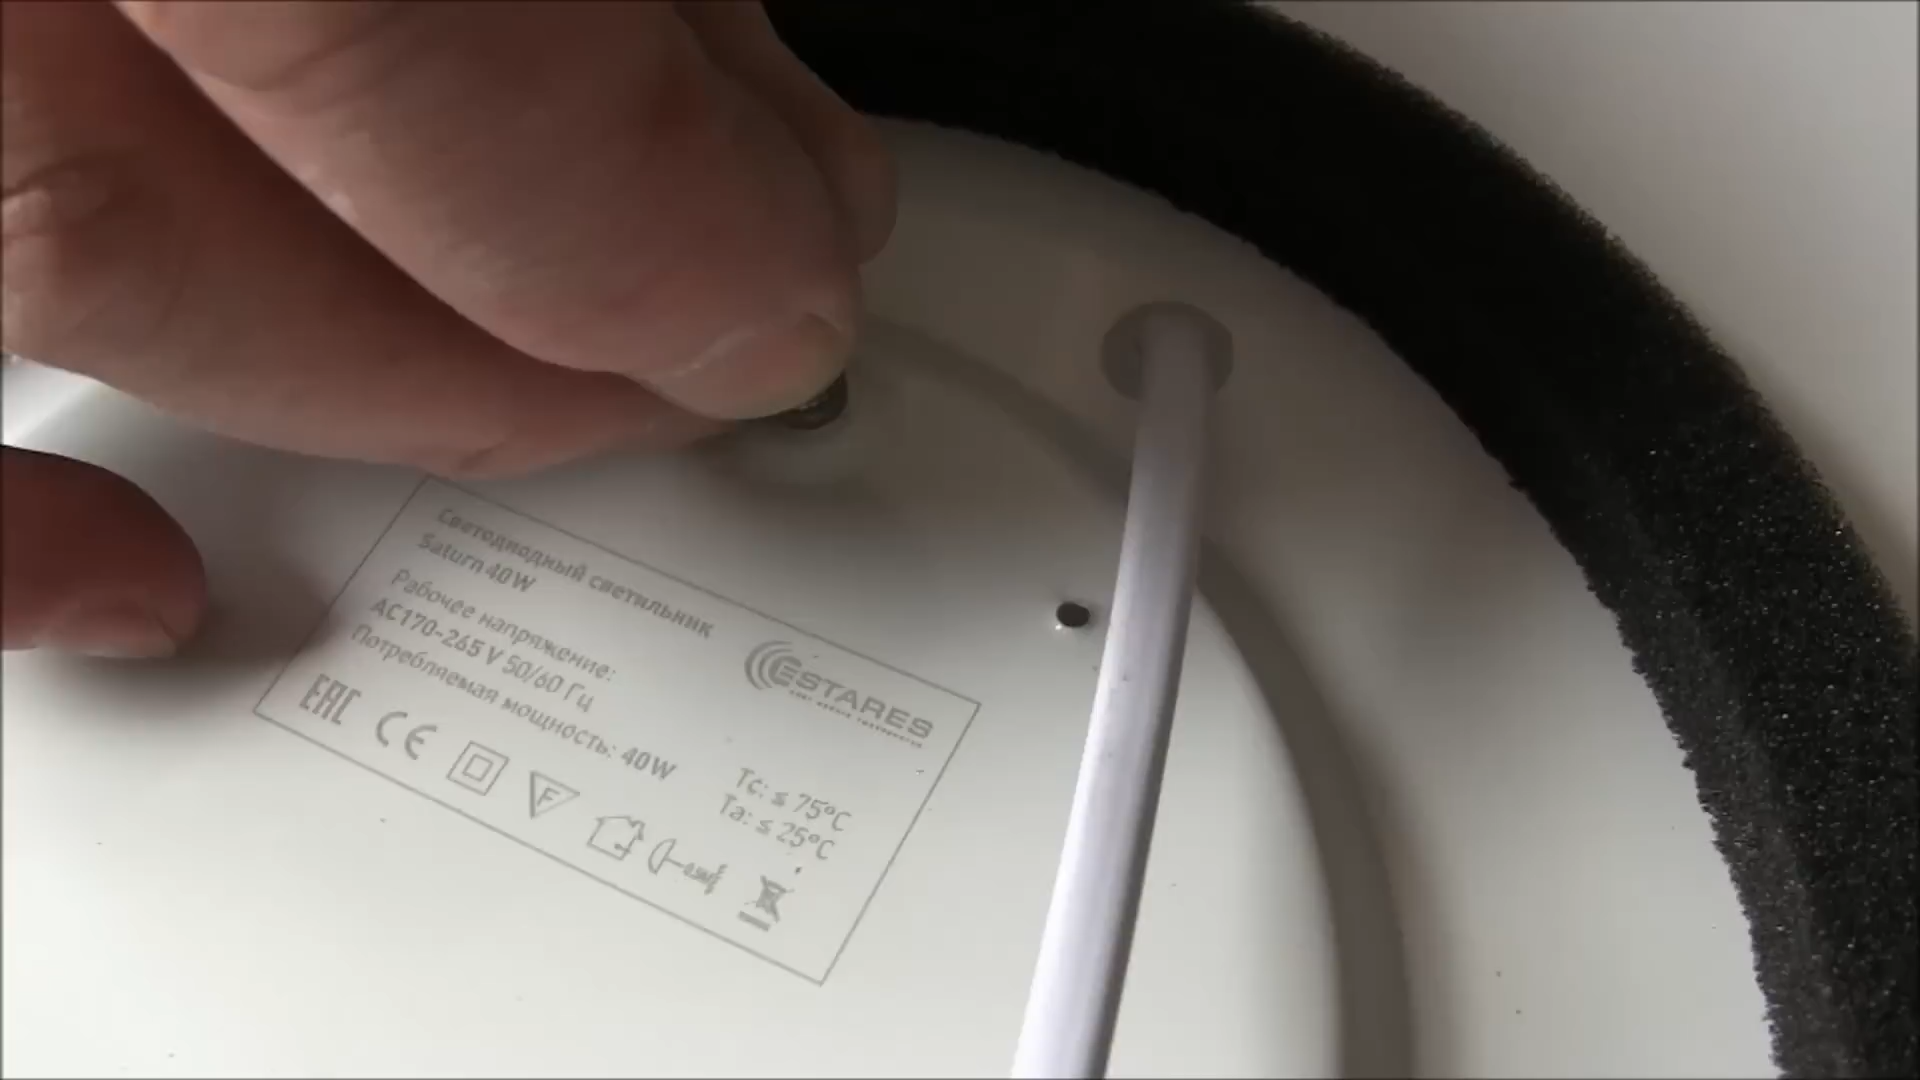 Светодиодный светильник
Saturn 40W
Рабочее напряжение:
AC170-265 V 50/60 Гц
Потребляемая мощность: 40W
ESTARES
Tc: ≤ 75°C
Ta: ≤ 25°C
EAC CE F